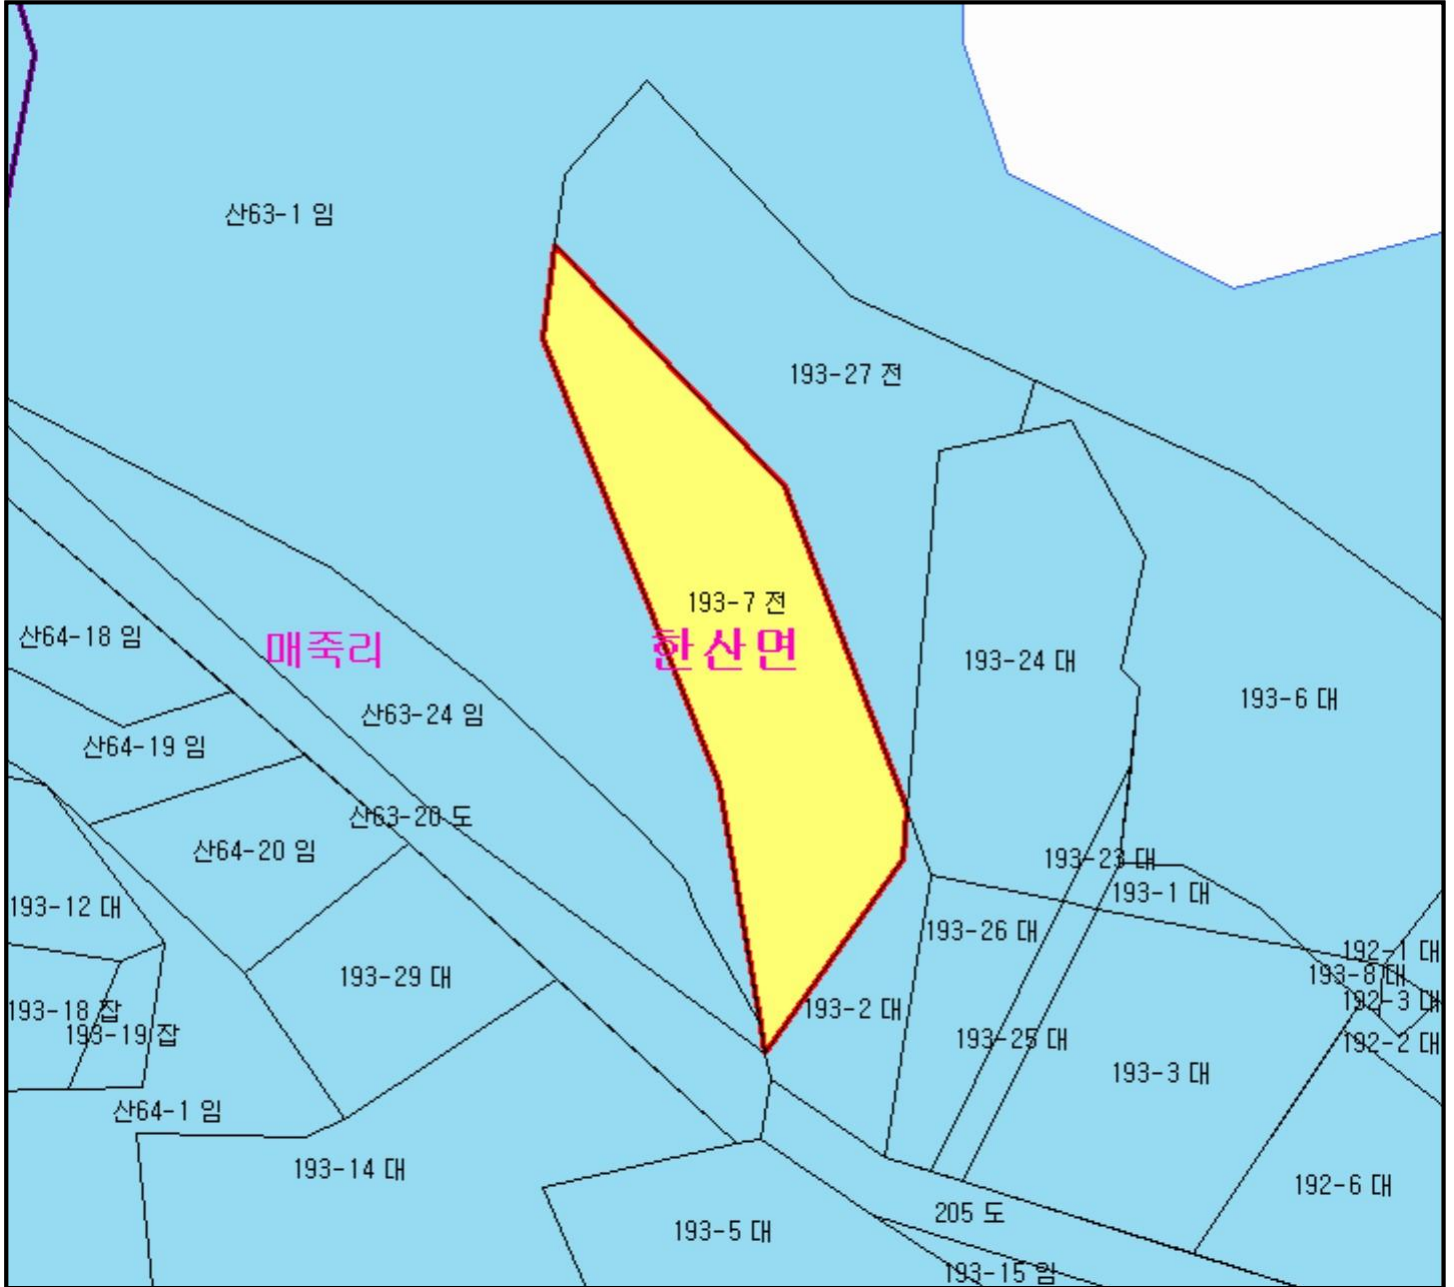 산63-1 임
193-27 전
193-7 전
산64-18 임
매죽리
한산면
193-24 대
193-6 대
산63-24 임
산64-19 임
산63-20 도
산64-20 임
193-23 대
193-1 대
193-12 대
193-26 대
192-1 대
193-29 대
193-8 대
192-3 대
193-18 잡
193-2 대
193-19 잡
193-25 대
192-2 대
193-3 대
산64-1 임
193-14 대
192-6 대
205 도
193-5 대
193-15 임